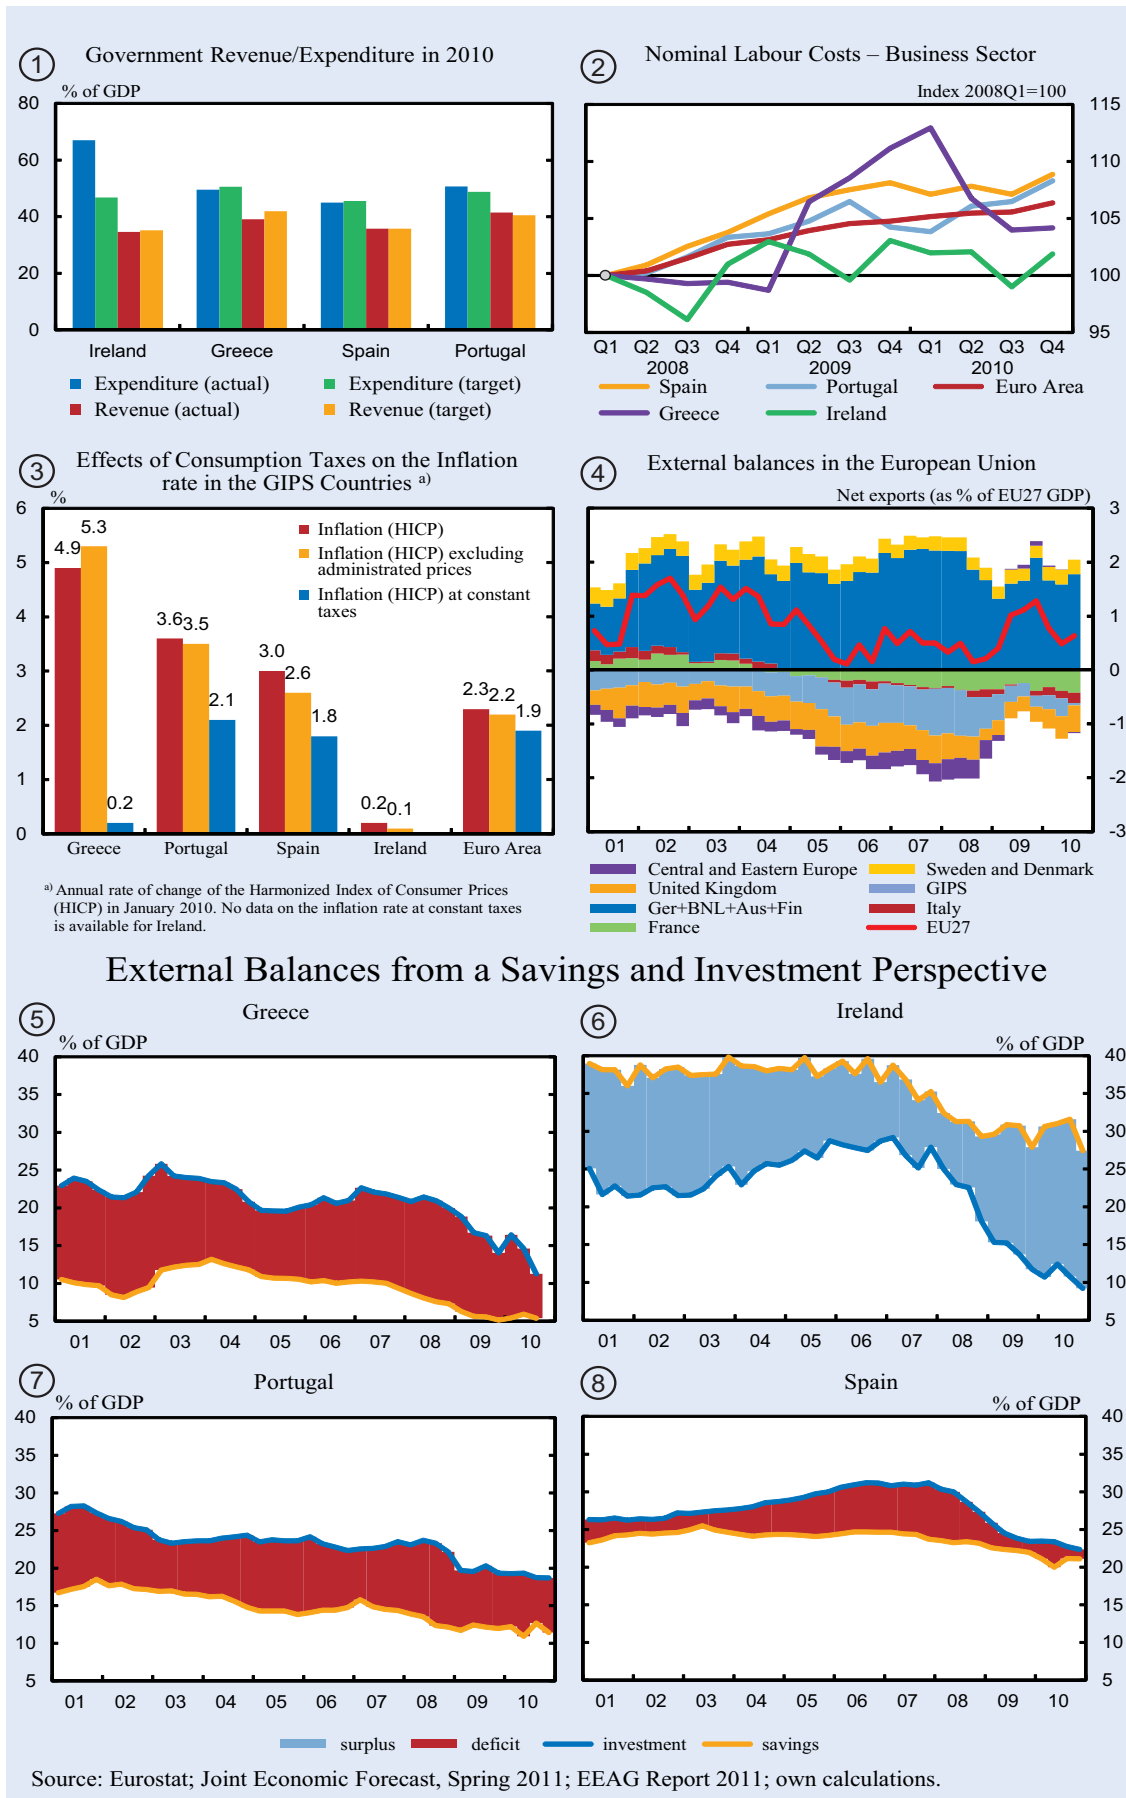 1
Government Revenue/Expenditure in 2010
% of GDP
80
60
40
20
0
Ireland Greece Spain Portugal
Expenditure (actual) Expenditure (target)
Revenue (actual) Revenue (target)
2
Nominal Labour Costs – Business Sector
Index 2008Q1=100
115
110
105
100
95
Q1 Q2 Q3 Q4 Q1 Q2 Q3 Q4 Q1 Q2 Q3 Q4
2008 2009 2010
Spain Portugal Euro Area
Greece Ireland
3
Effects of Consumption Taxes on the Inflation
rate in the GIPS Countries a)
%
6
5
4
3
2
1
0
Inflation (HICP)
Inflation (HICP) excluding
administrated prices
Inflation (HICP) at constant
taxes
4.9 5.3 0.2
3.6 3.5 2.1
3.0 2.6 1.8
0.2 0.1
2.3 2.2 1.9
Greece Portugal Spain Ireland Euro Area
a) Annual rate of change of the Harmonized Index of Consumer Prices
(HICP) in January 2010. No data on the inflation rate at constant taxes
is available for Ireland.
4
External balances in the European Union
Net exports (as % of EU27 GDP)
3
2
1
0
-1
-2
-3
01 02 03 04 05 06 07 08 09 10
Central and Eastern Europe Sweden and Denmark
United Kingdom GIPS
Ger+BNL+Aus+Fin Italy
France EU27
External Balances from a Savings and Investment Perspective
5
Greece
% of GDP
40
35
30
25
20
15
10
5
01 02 03 04 05 06 07 08 09 10
6
Ireland
% of GDP
40
35
30
25
20
15
10
5
01 02 03 04 05 06 07 08 09 10
7
Portugal
% of GDP
40
35
30
25
20
15
10
5
01 02 03 04 05 06 07 08 09 10
8
Spain
% of GDP
40
35
30
25
20
15
10
5
01 02 03 04 05 06 07 08 09 10
surplus deficit investment savings
Source: Eurostat; Joint Economic Forecast, Spring 2011; EEAG Report 2011; own calculations.